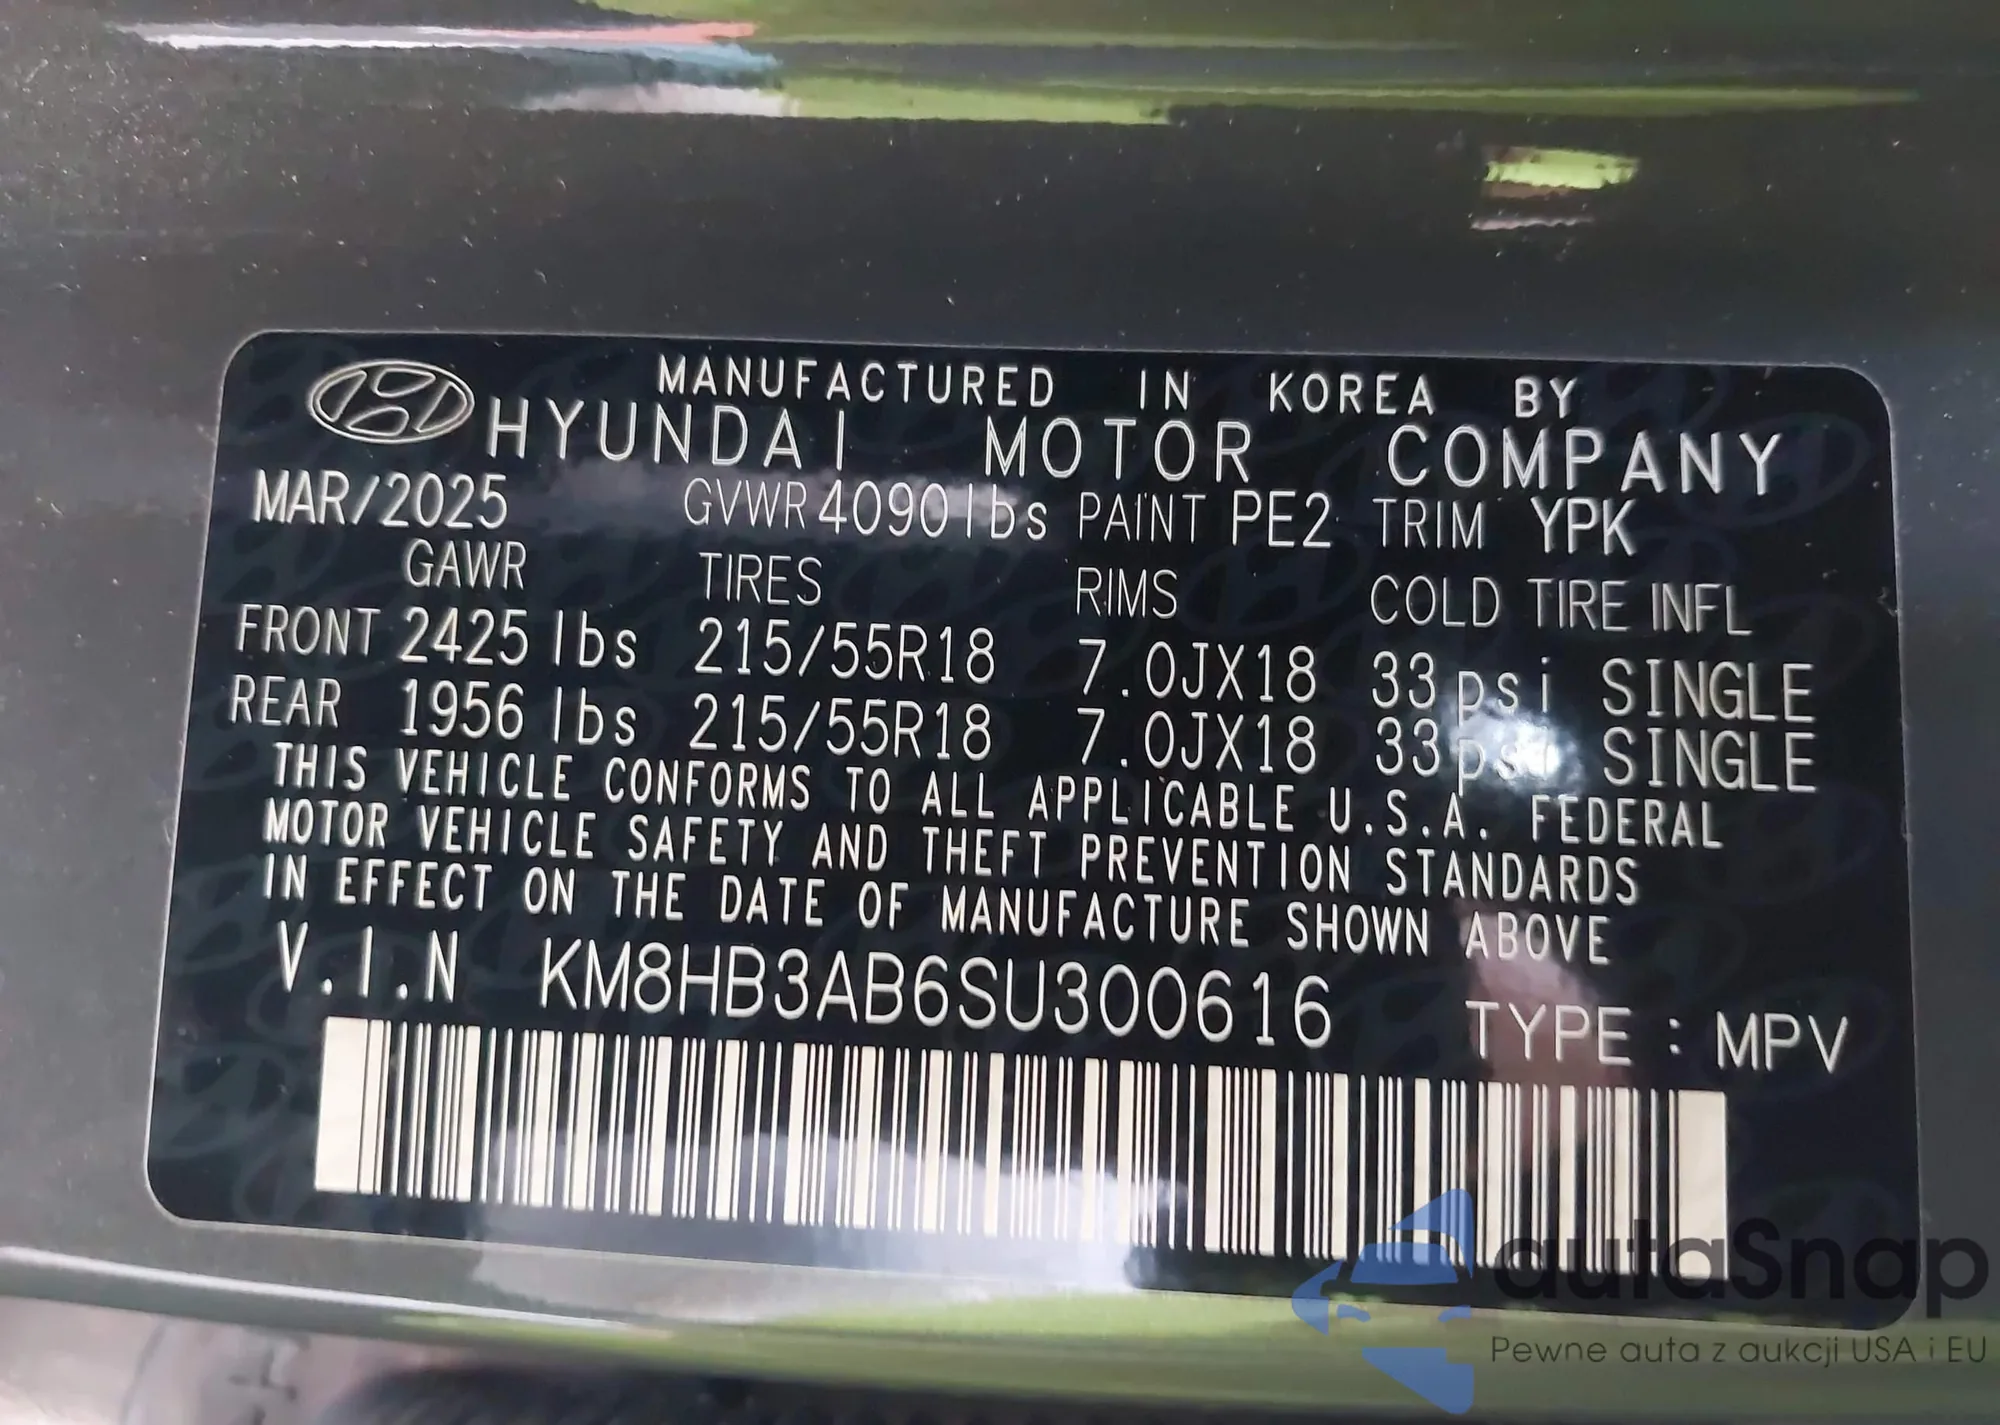 MANUFACTURED IN KOREA BY
HYUNDAI MOTOR COMPANY
MAR/2025 GVWR 4090lbs PAINT PE2 TRIM YPK
GAWR TIRES RIMS COLD TIRE INFL
FRONT 2425 lbs 215/55R18 7.0JX18 33 psi SINGLE
REAR 1956 lbs 215/55R18 7.0JX18 33 psi SINGLE
THIS VEHICLE CONFORMS TO ALL APPLICABLE U.S.A. FEDERAL
MOTOR VEHICLE SAFETY AND THEFT PREVENTION STANDARDS
IN EFFECT ON THE DATE OF MANUFACTURE SHOWN ABOVE
V.I.N KM8HB3AB6SU300616 TYPE : MPV
autaSnap
Pewne auta z aukcji USA i EU